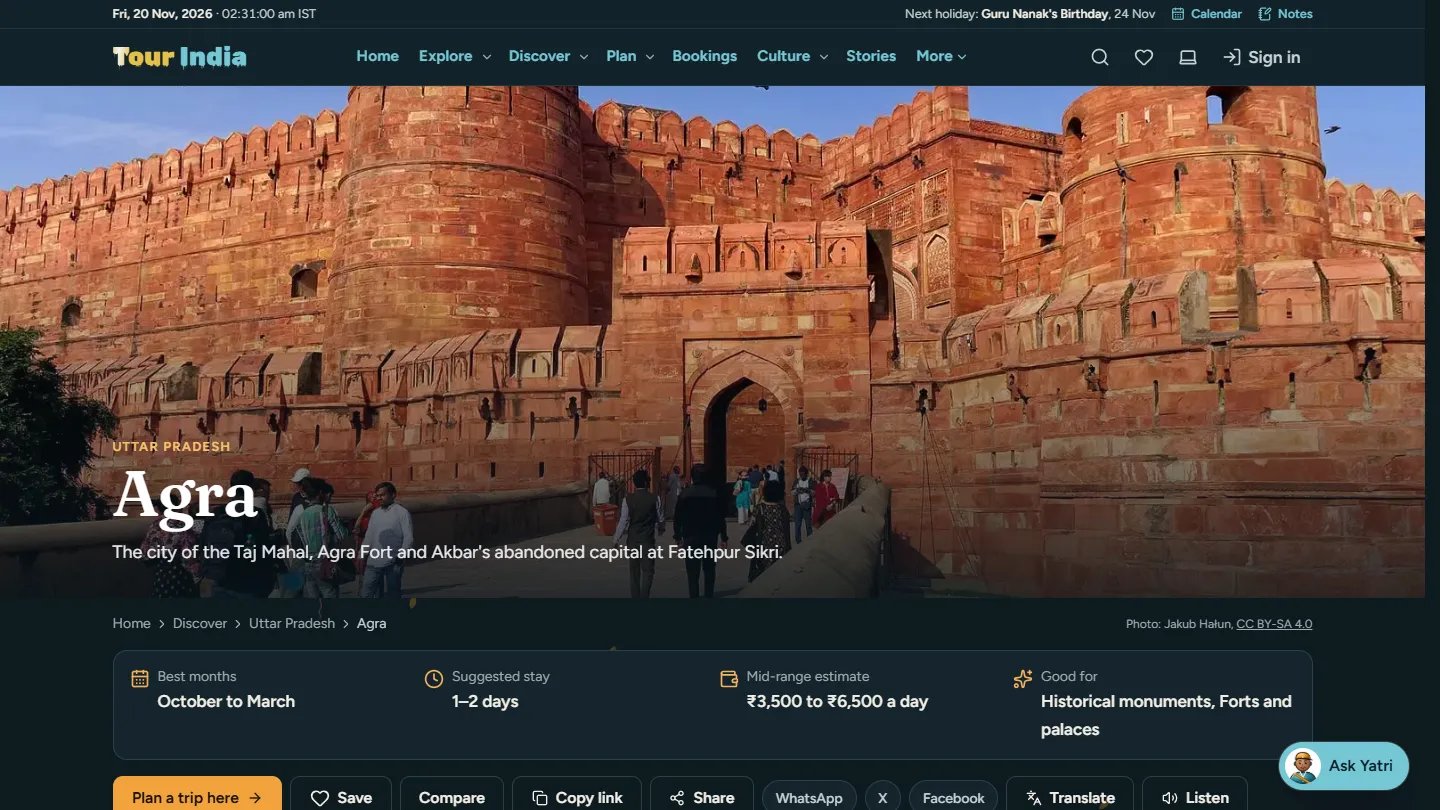 Fri, 20 Nov, 2026 · 02:31:00 am IST
Next holiday: Guru Nanak's Birthday, 24 Nov
Calendar
Notes
Tour India
Home
Explore
Discover
Plan
Bookings
Culture
Stories
More
Sign in
UTTAR PRADESH
Agra
The city of the Taj Mahal, Agra Fort and Akbar's abandoned capital at Fatehpur Sikri.
Home > Discover > Uttar Pradesh > Agra
Photo: Jakub Hałun, CC BY-SA 4.0
Best months
October to March
Suggested stay
1–2 days
Mid-range estimate
₹3,500 to ₹6,500 a day
Good for
Historical monuments, Forts and
palaces
Ask Yatri
Plan a trip here →
Save
Compare
Copy link
Share
WhatsApp
X
Facebook
Translate
Listen